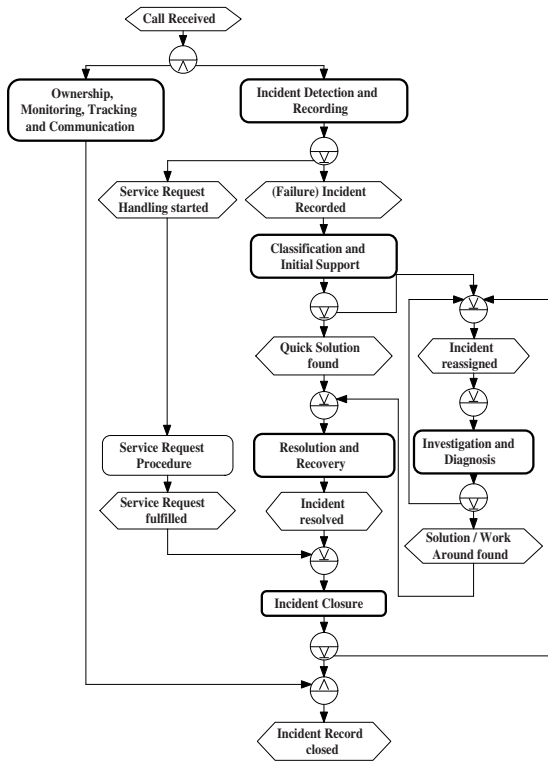 Call Received
Ownership,
Monitoring, Tracking
and Communication
Incident Detection and
Recording
Service Request
Handling started
(Failure) Incident
Recorded
Classification and
Initial Support
Quick Solution
found
Incident
reassigned
Service Request
Procedure
Resolution and
Recovery
Investigation and
Diagnosis
Service Request
fulfilled
Incident
resolved
Solution / Work
Around found
Incident Closure
Incident Record
closed